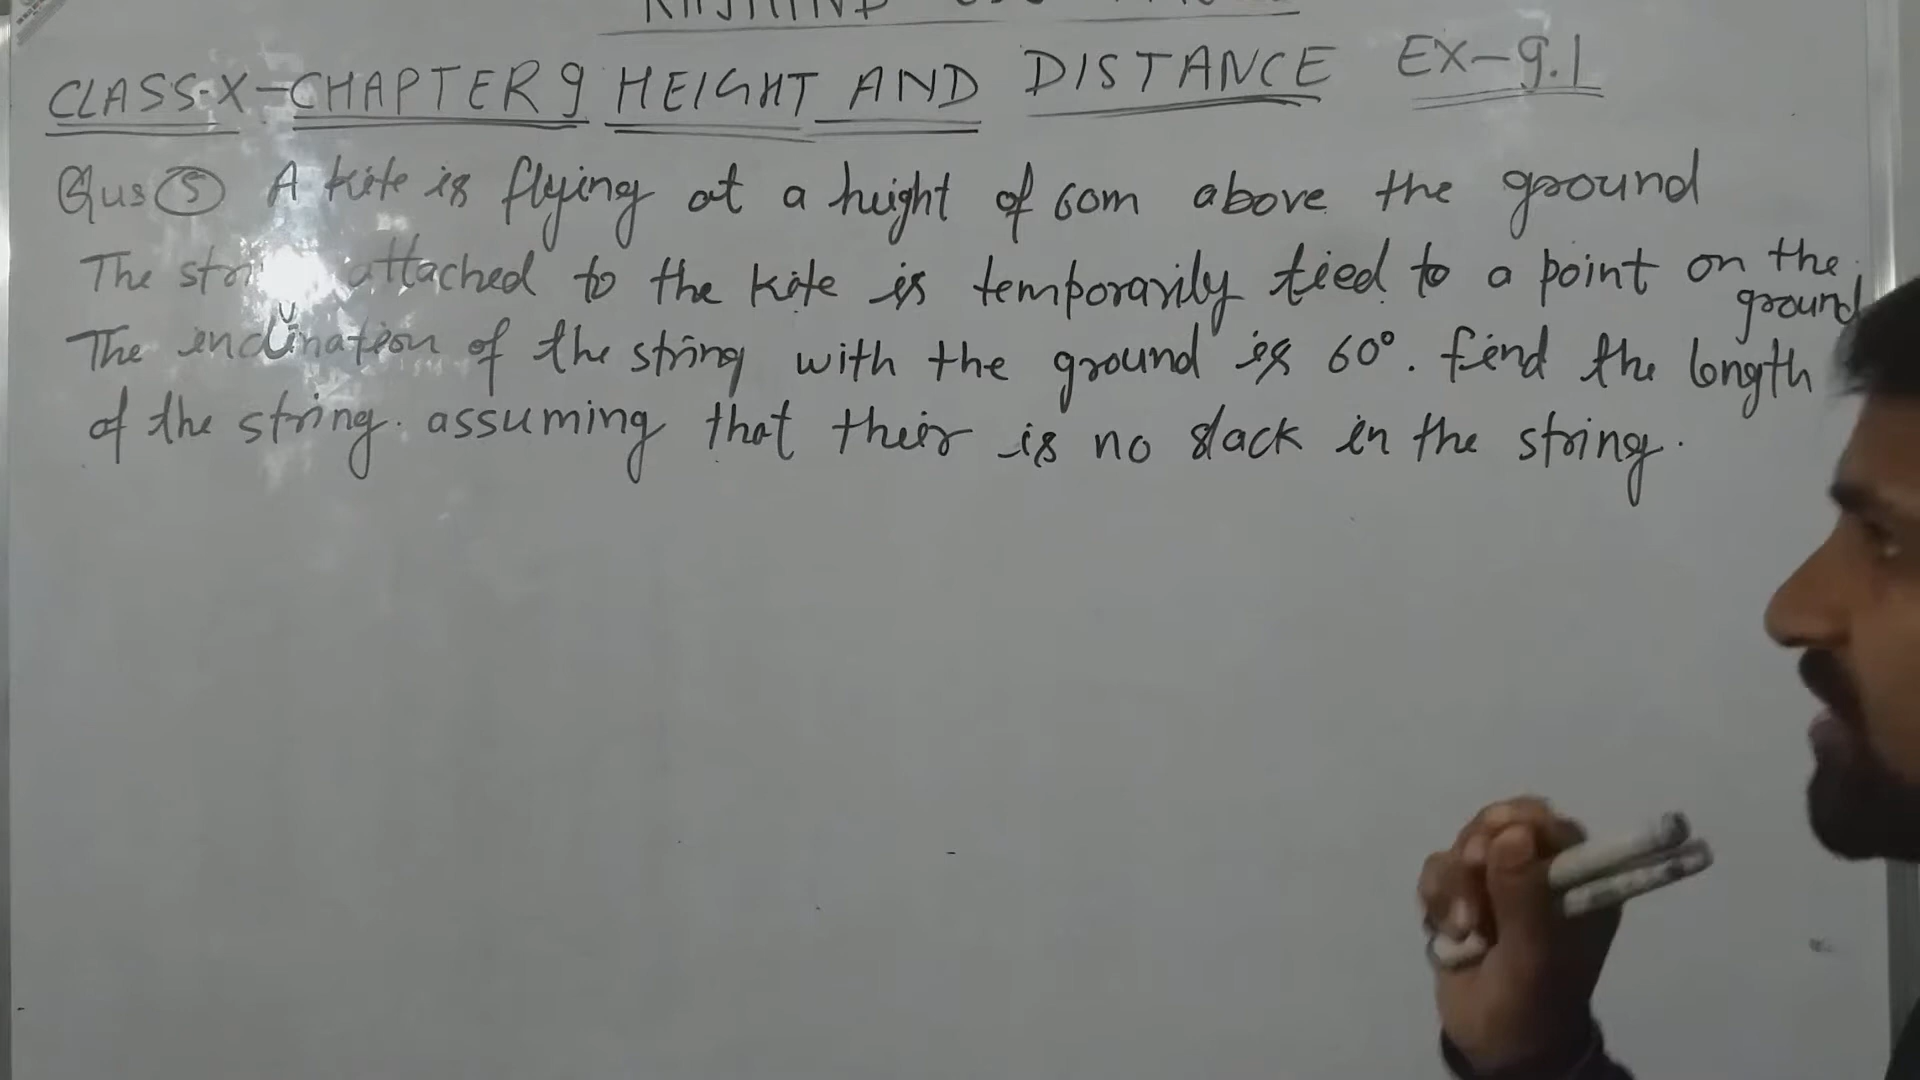 CLASS-X-CHAPTER 9 HEIGHT AND DISTANCE EX-9.1
Qus 5 A kite is flying at a height of 60m above the ground
The attached to the kite is temporarily tied to a point on the
ground
The inclination of the string with the ground is 60°. find the length
of the string. assuming that their is no slack in the string.